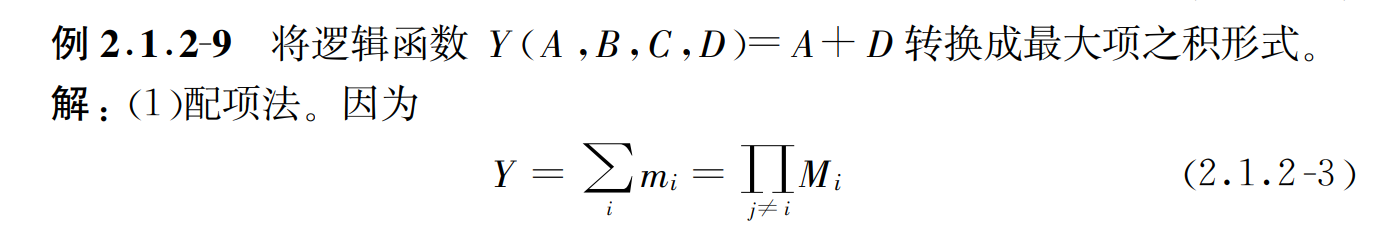 例2.1.2-9 将逻辑函数 Y(A,B,C,D)=A+D 转换成最大项之积形式。
解:(1)配项法。因为
Y = ∑_{i} m_i = ∏_{j≠i} M_i (2.1.2-3)